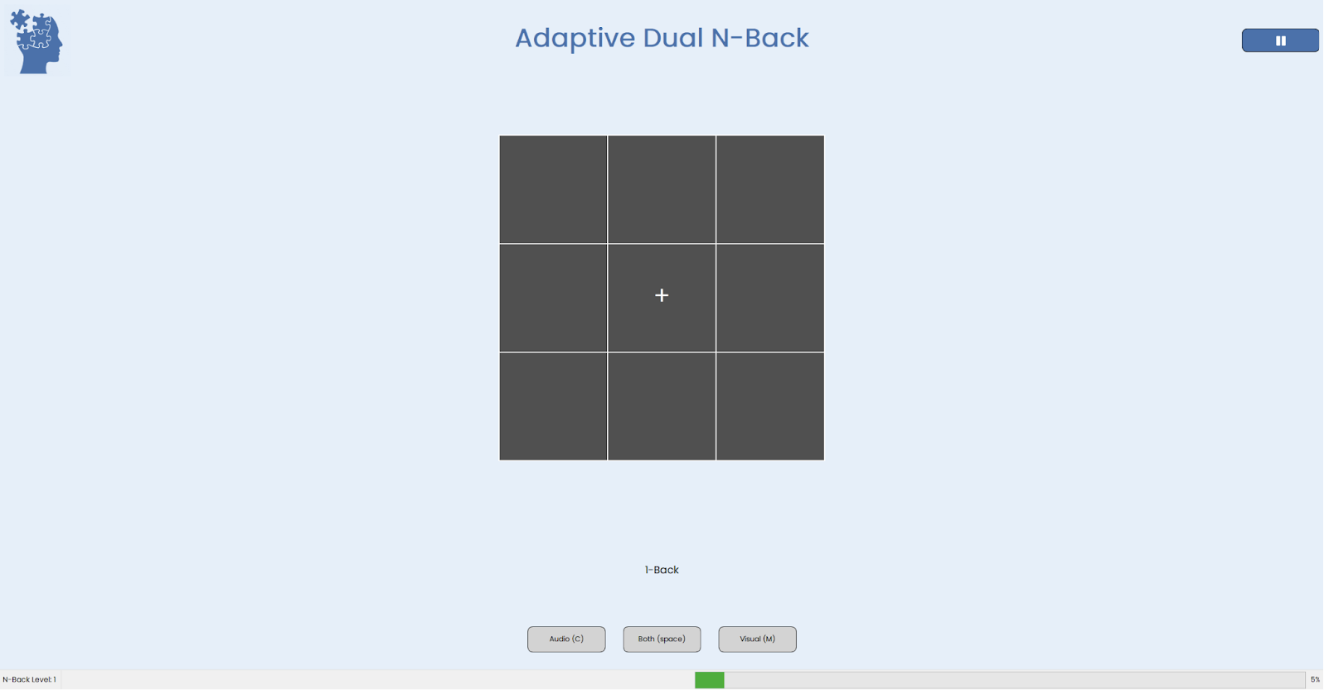 Adaptive Dual N-Back
+
1-Back
Audio (C)
Both (space)
Visual (M)
N-Back Level: 1
5%